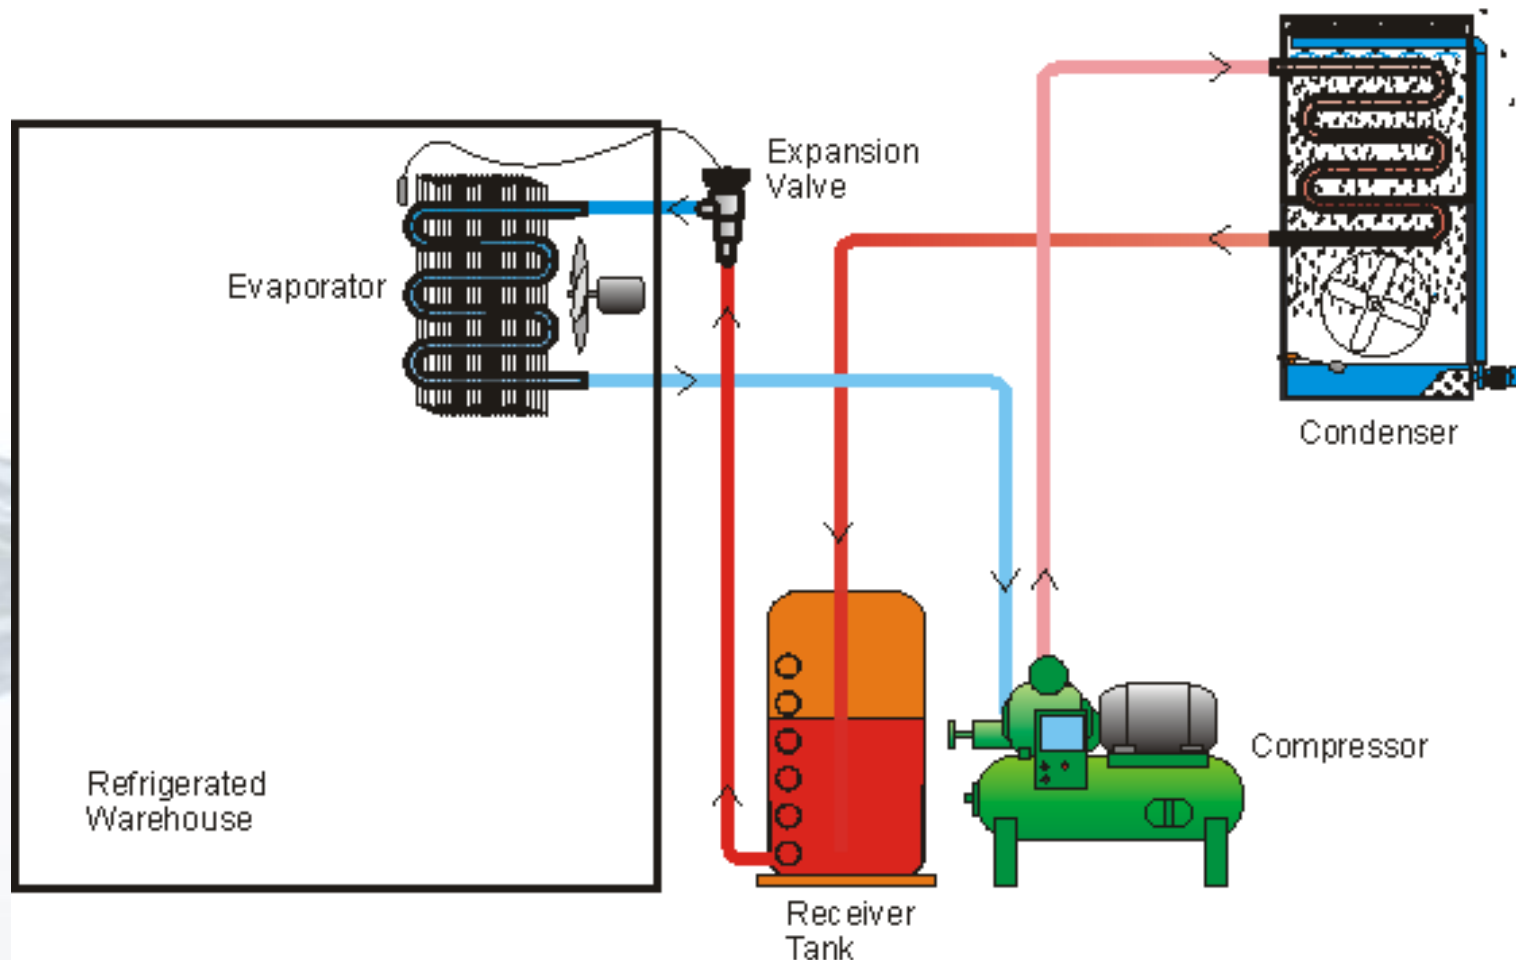 Expansion
Valve
Evaporator
Condenser
Compressor
Refrigerated
Warehouse
Receiver
Tank